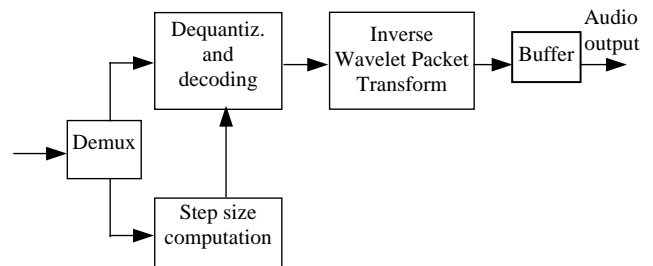 Dequantiz.
and
decoding
Inverse
Wavelet Packet
Transform
Buffer
Audio
output
Demux
Step size
computation